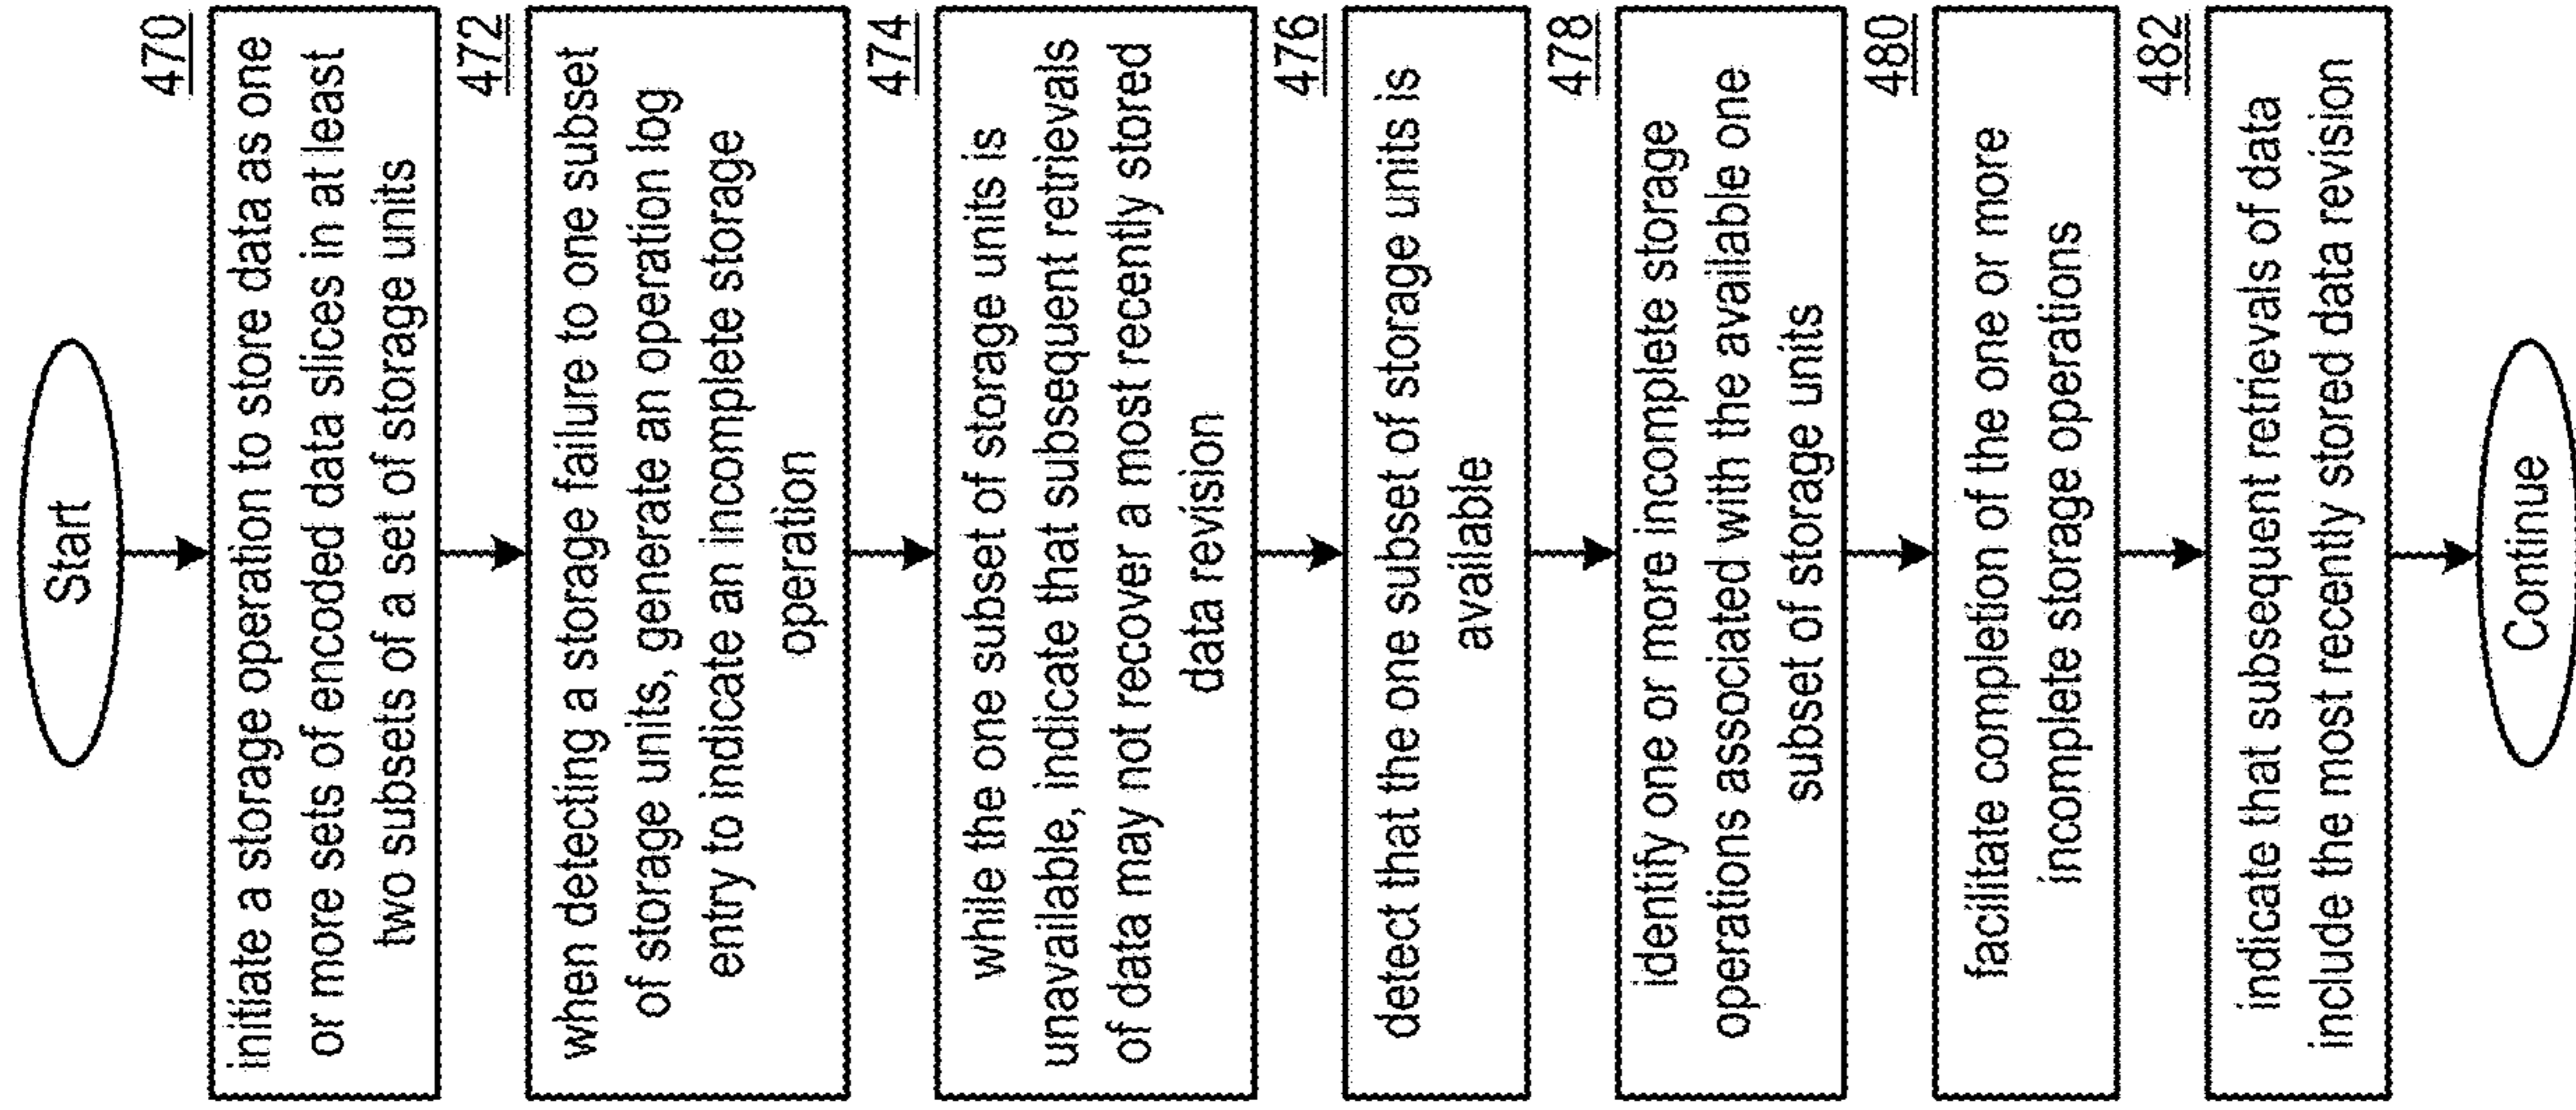 Start
470
initiate a storage operation to store data as one
or more sets of encoded data slices in at least
two subsets of a set of storage units
472
when detecting a storage failure to one subset
of storage units, generate an operation log
entry to indicate an incomplete storage
operation
474
while the one subset of storage units is
unavailable, indicate that subsequent retrievals
of data may not recover a most recently stored
data revision
476
detect that the one subset of storage units is
available
478
identify one or more incomplete storage
operations associated with the available one
subset of storage units
480
facilitate completion of the one or more
incomplete storage operations
482
indicate that subsequent retrievals of data
include the most recently stored data revision
Continue